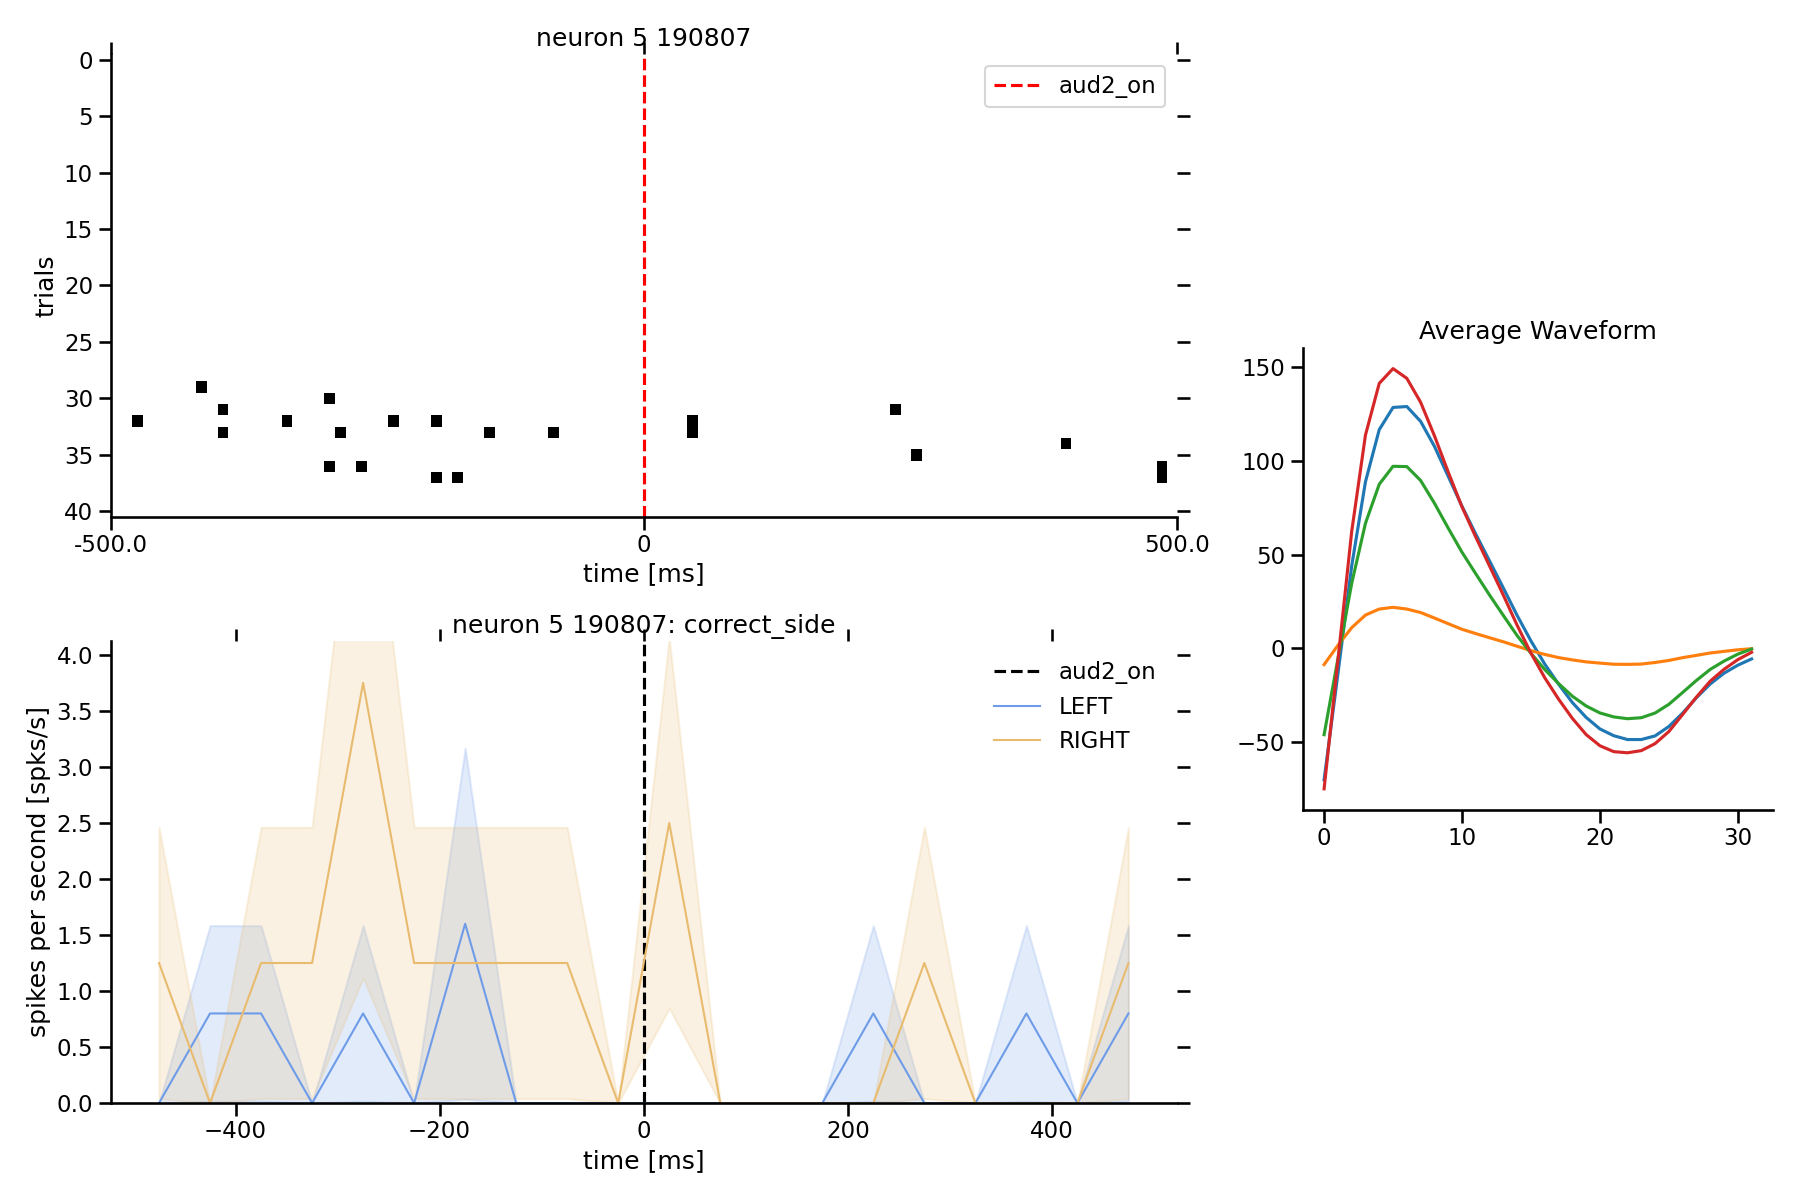 neuron 5 190807
0
5
10
15
20
25
30
35
40
trials
aud2_on
-500.0 0 500.0
time [ms]
neuron 5 190807: correct_side
4.0
3.5
3.0
2.5
2.0
1.5
1.0
0.5
0.0
spikes per second [spks/s]
aud2_on
LEFT
RIGHT
−400 −200 0 200 400
time [ms]
Average Waveform
150
100
50
0
−50
0 10 20 30